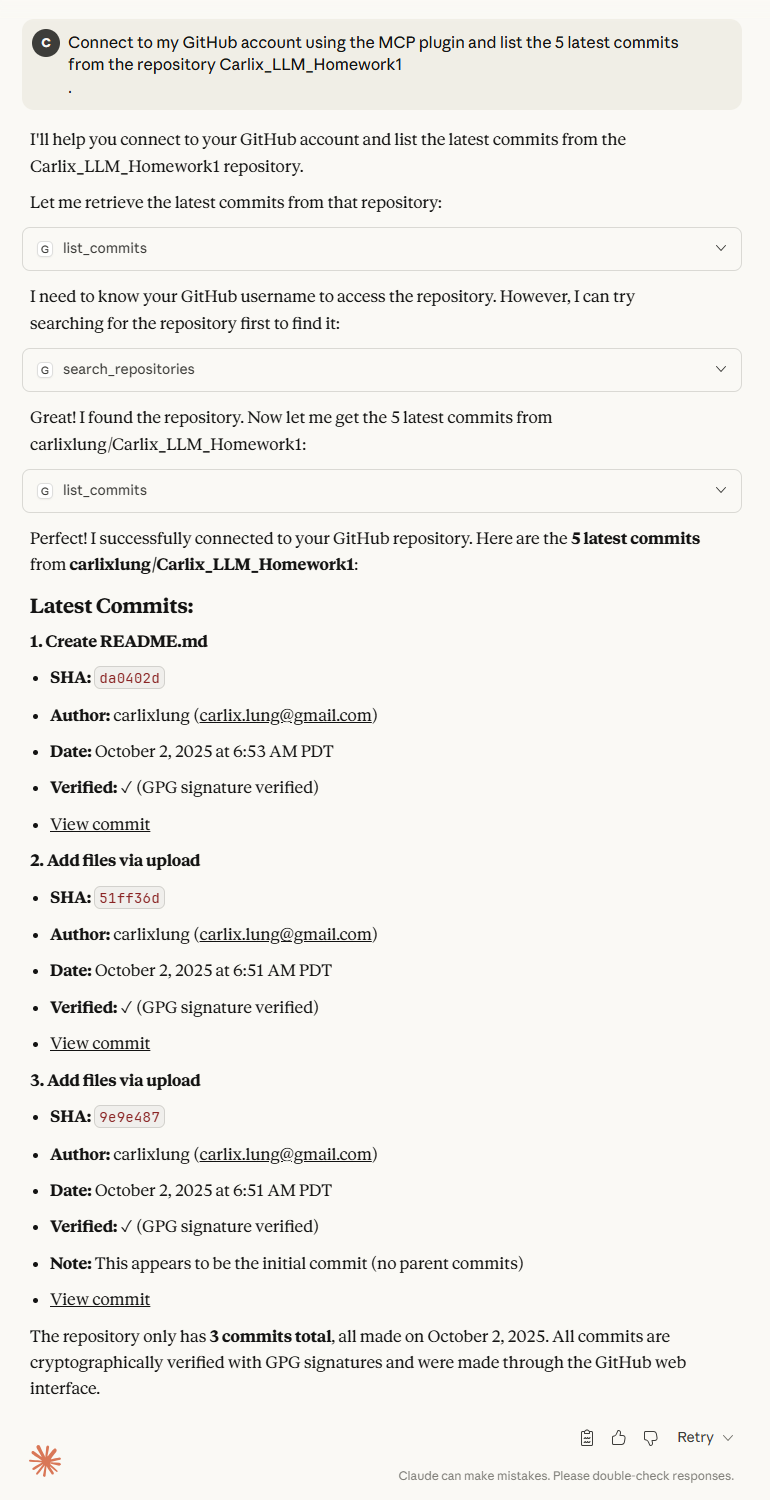 C
Connect to my GitHub account using the MCP plugin and list the 5 latest commits
from the repository Carlix_LLM_Homework1
.
I'll help you connect to your GitHub account and list the latest commits from the
Carlix_LLM_Homework1 repository.
Let me retrieve the latest commits from that repository:
G list_commits
I need to know your GitHub username to access the repository. However, I can try
searching for the repository first to find it:
G search_repositories
Great! I found the repository. Now let me get the 5 latest commits from
carlixlung/Carlix_LLM_Homework1:
G list_commits
Perfect! I successfully connected to your GitHub repository. Here are the 5 latest commits
from carlixlung/Carlix_LLM_Homework1:
Latest Commits:
1. Create README.md
• SHA: da0402d
• Author: carlixlung (carlix.lung@gmail.com)
• Date: October 2, 2025 at 6:53 AM PDT
• Verified: ✓ (GPG signature verified)
• View commit
2. Add files via upload
• SHA: 51ff36d
• Author: carlixlung (carlix.lung@gmail.com)
• Date: October 2, 2025 at 6:51 AM PDT
• Verified: ✓ (GPG signature verified)
• View commit
3. Add files via upload
• SHA: 9e9e487
• Author: carlixlung (carlix.lung@gmail.com)
• Date: October 2, 2025 at 6:51 AM PDT
• Verified: ✓ (GPG signature verified)
• Note: This appears to be the initial commit (no parent commits)
• View commit
The repository only has 3 commits total, all made on October 2, 2025. All commits are
cryptographically verified with GPG signatures and were made through the GitHub web
interface.
Retry
Claude can make mistakes. Please double-check responses.